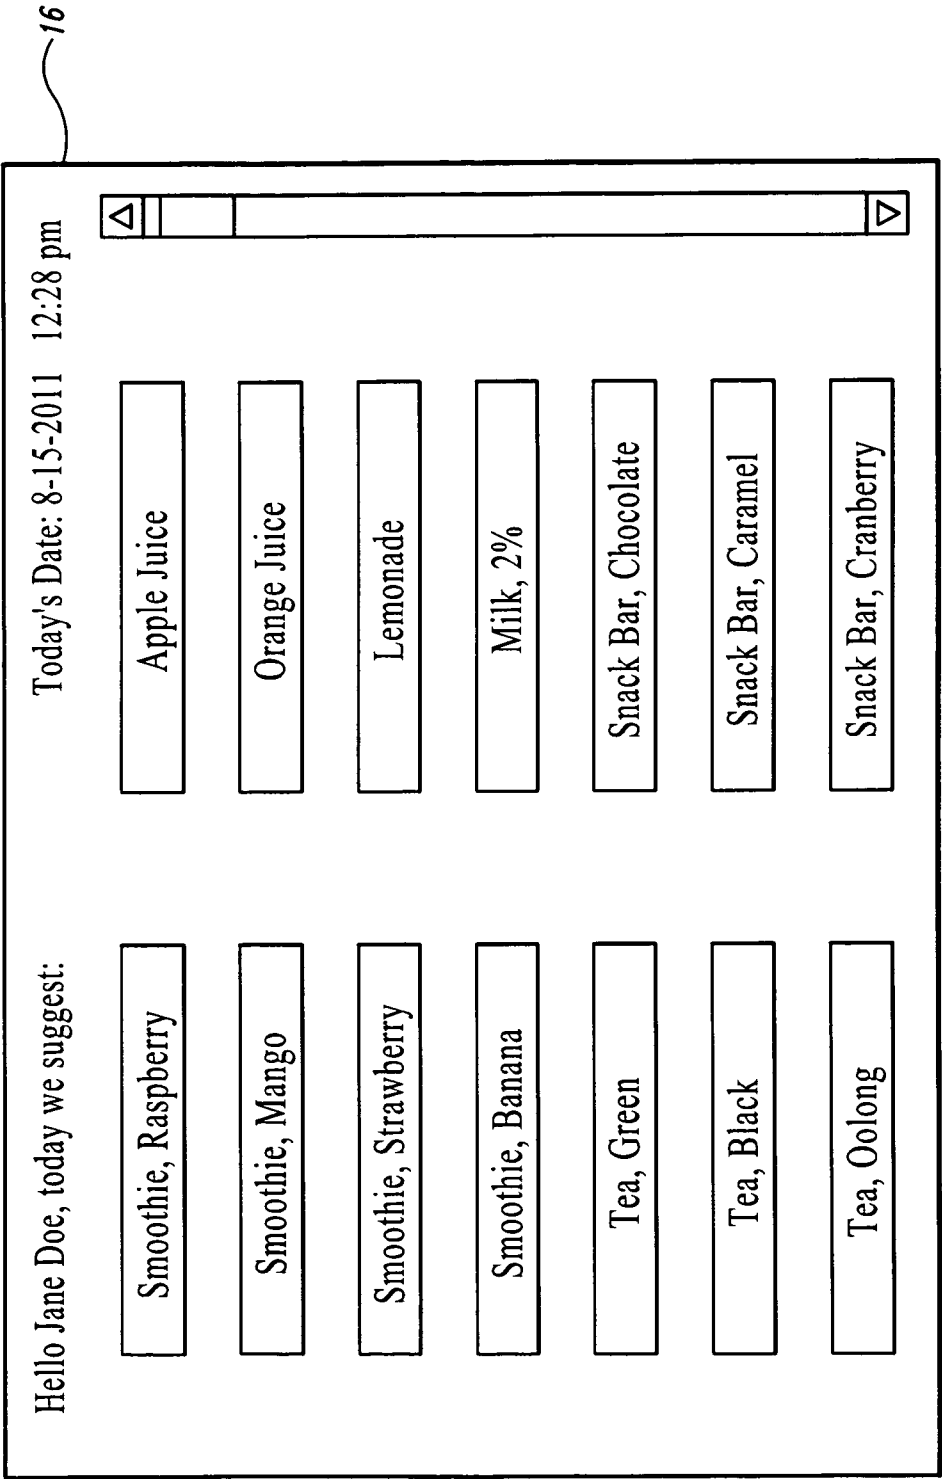 16
Hello Jane Doe, today we suggest:
Today's Date: 8-15-2011 12:28 pm
Smoothie, Raspberry
Apple Juice
Smoothie, Mango
Orange Juice
Smoothie, Strawberry
Lemonade
Smoothie, Banana
Milk, 2%
Tea, Green
Snack Bar, Chocolate
Tea, Black
Snack Bar, Caramel
Tea, Oolong
Snack Bar, Cranberry